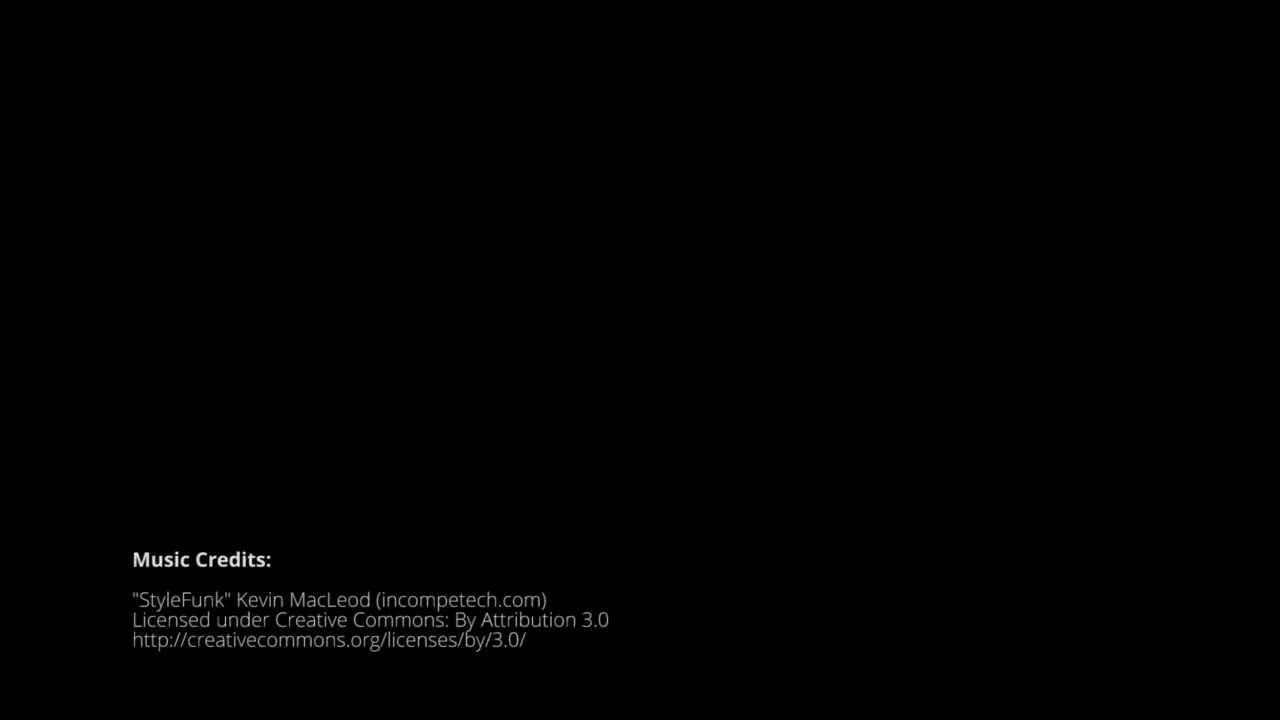 Music Credits:
"StyleFunk" Kevin MacLeod (incompetech.com)
Licensed under Creative Commons: By Attribution 3.0
http://creativecommons.org/licenses/by/3.0/